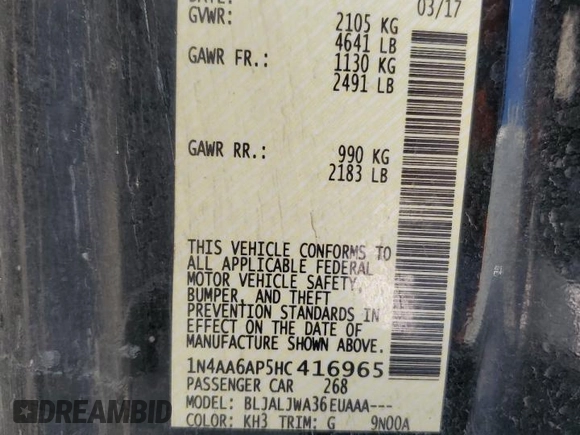 03/17
GVWR: 2105 KG
4641 LB
GAWR FR.: 1130 KG
2491 LB
GAWR RR.: 990 KG
2183 LB
THIS VEHICLE CONFORMS TO
ALL APPLICABLE FEDERAL
MOTOR VEHICLE SAFETY,
BUMPER, AND THEFT
PREVENTION STANDARDS IN
EFFECT ON THE DATE OF
MANUFACTURE SHOWN ABOVE.
1N4AA6AP5HC416965
PASSENGER CAR 268
MODEL: BLJALJWA36EUAAA---
COLOR: KH3 TRIM: G 9N00A
DEALERSCLUB